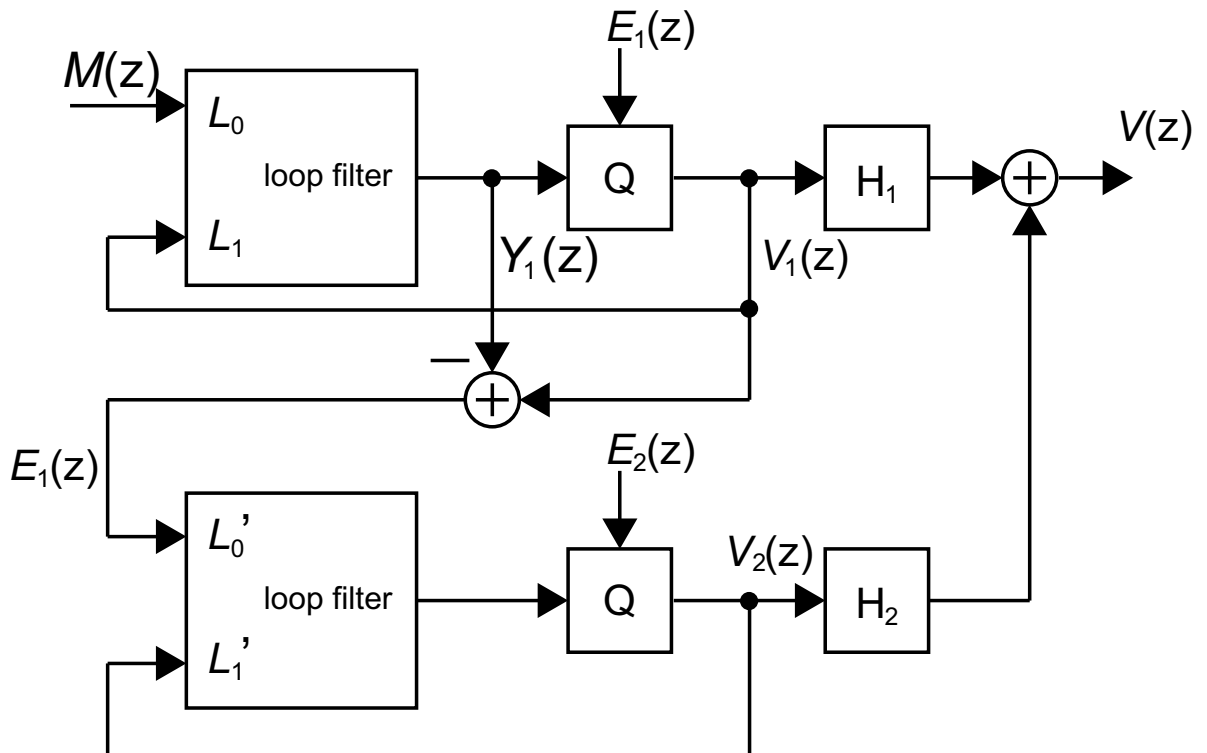 E₁(z)
M(z)
V(z)
L₀
loop filter
Q
H₁
+
L₁
Y₁(z)
V₁(z)
−
+
E₁(z)
E₂(z)
L₀’
V₂(z)
loop filter
Q
H₂
L₁’